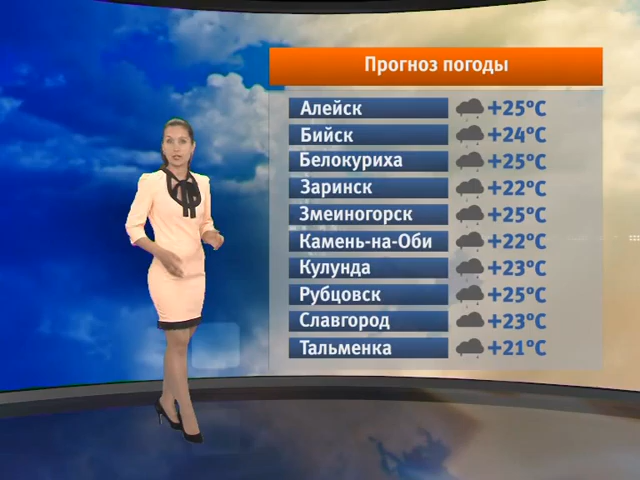 Прогноз погоды
Алейск +25°C
Бийск +24°C
Белокуриха +25°C
Заринск +22°C
Змеиногорск +25°C
Камень-на-Оби +22°C
Кулунда +23°C
Рубцовск +25°C
Славгород +23°C
Тальменка +21°C